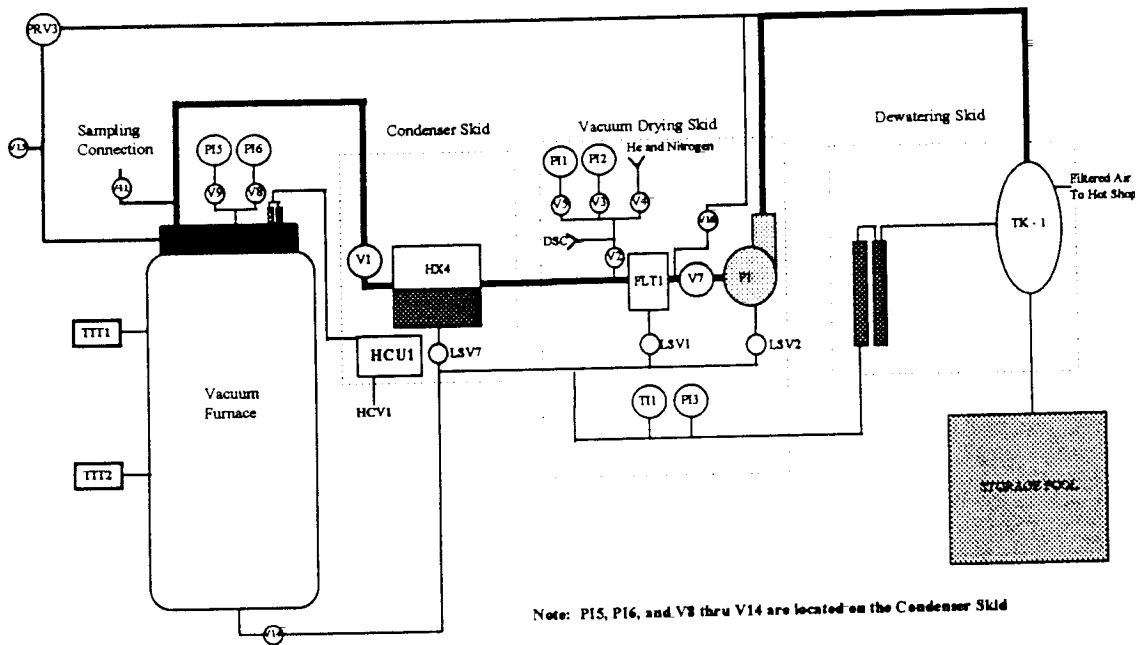 PRV3
Vacuum Drying Skid
Dewatering Skid
Condenser Skid
Sampling
Connection
He and Nitrogen
V13
PI5
PI6
PI1
PI2
V11
V9
V8
V5
V3
V4
Filtered Air
To Hot Shop
TK - 1
DSC
V2
V1
HX4
FLT1
V7
P1
TTT1
HCU1
LSV7
LSV1
LSV2
Vacuum
Furnace
HCV1
TI1
PI3
TTT2
STORAGE POOL
Note: PI5, PI6, and V8 thru V14 are located on the Condenser Skid
V14